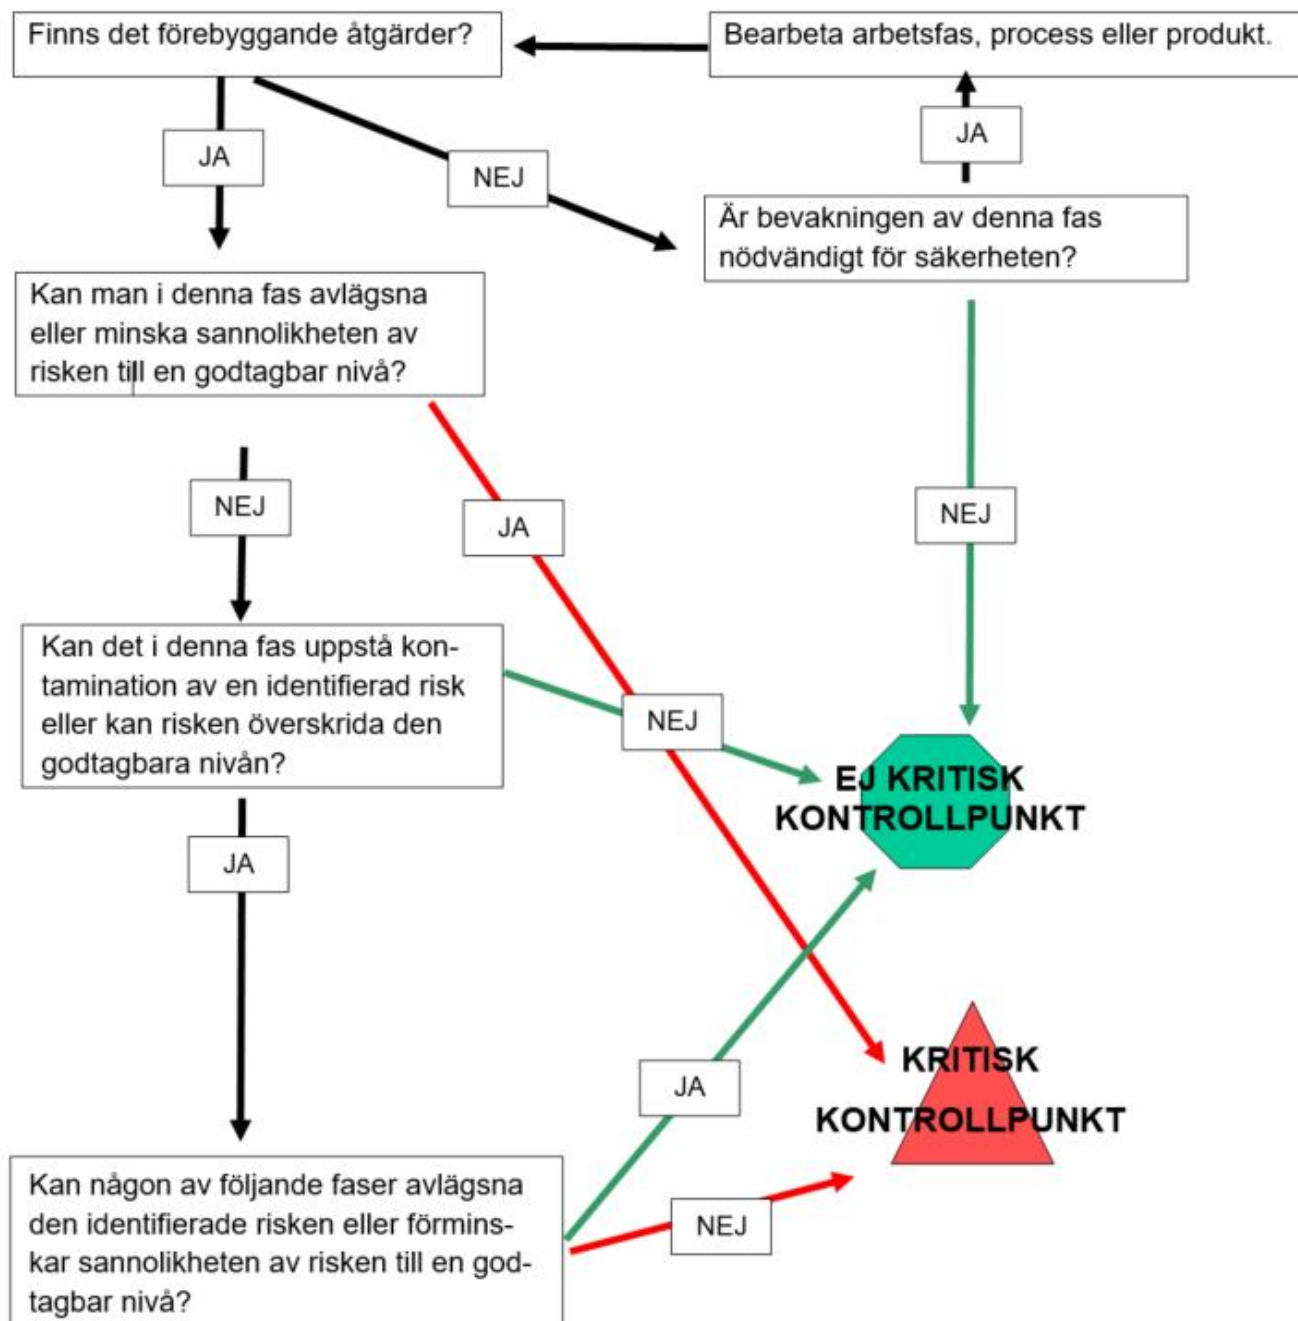 Finns det förebyggande åtgärder?
Bearbeta arbetsfas, process eller produkt.
JA
JA
NEJ
Är bevakningen av denna fas
nödvändigt för säkerheten?
Kan man i denna fas avlägsna
eller minska sannolikheten av
risken till en godtagbar nivå?
NEJ
JA
NEJ
Kan det i denna fas uppstå kon-
tamination av en identifierad risk
eller kan risken överskrida den
godtagbara nivån?
NEJ
EJ KRITISK
KONTROLLPUNKT
JA
JA
KRITISK
KONTROLLPUNKT
Kan någon av följande faser avlägsna
den identifierade risken eller förmins-
kar sannolikheten av risken till en god-
tagbar nivå?
NEJ